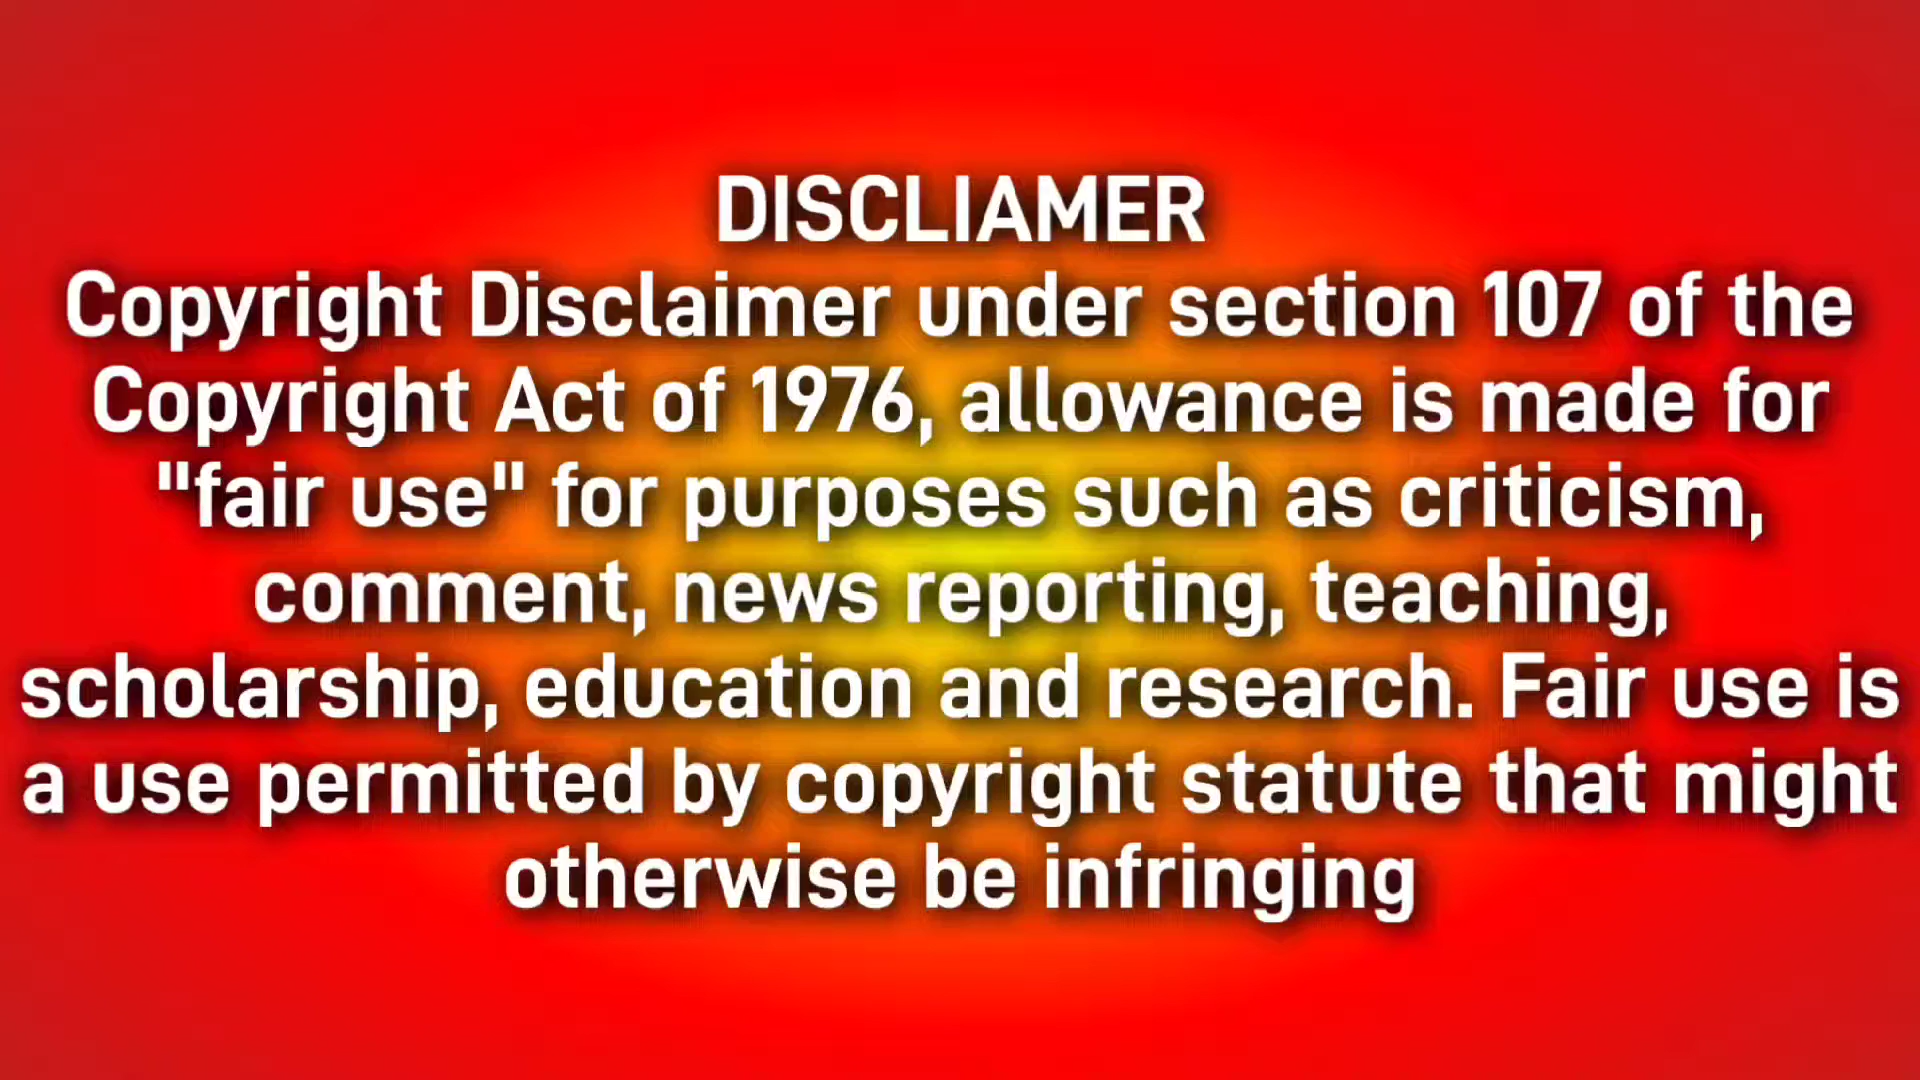 DISCLIAMER
Copyright Disclaimer under section 107 of the
Copyright Act of 1976, allowance is made for
"fair use" for purposes such as criticism,
comment, news reporting, teaching,
scholarship, education and research. Fair use is
a use permitted by copyright statute that might
otherwise be infringing